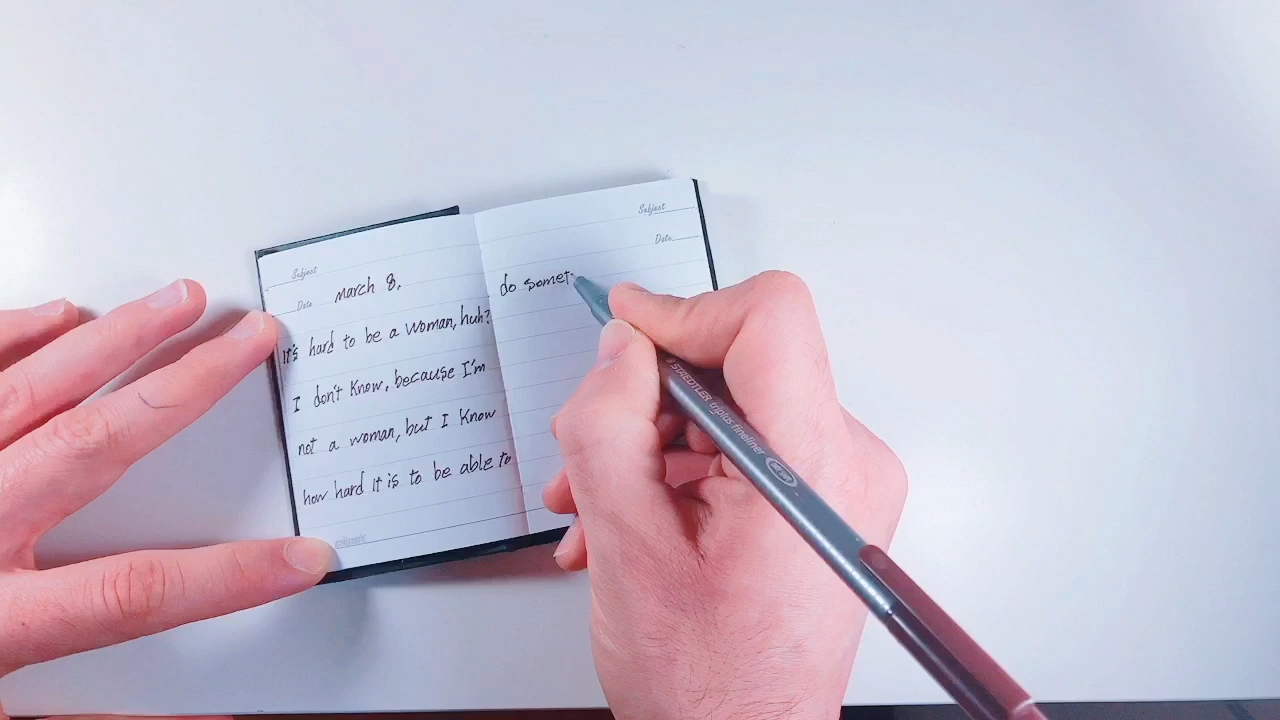 Subject
Date
march 8,
It's hard to be a woman, huh?
I don't know, because I'm
not a woman, but I know
how hard it is to be able to
Subject
Date
do somet
STAEDTLER triplus fineliner